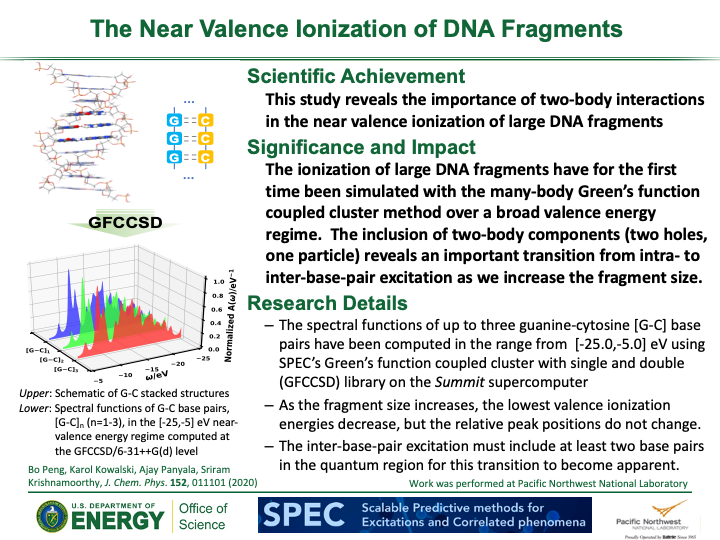 The Near Valence Ionization of DNA Fragments
...
G C
G C
G C
...
GFCCSD
1.0
0.8
0.6
0.4
0.2
0.0
Normalized A(ω)/eV⁻¹
[G−C]₁
[G−C]₂
[G−C]₃
−5
−10
−15
−20
−25
ω/eV
Upper: Schematic of G-C stacked structures
Lower: Spectral functions of G-C base pairs,
[G-C]n (n=1-3), in the [-25,-5] eV near-
valence energy regime computed at
the GFCCSD/6-31++G(d) level
Bo Peng, Karol Kowalski, Ajay Panyala, Sriram
Krishnamoorthy, J. Chem. Phys. 152, 011101 (2020)
Scientific Achievement
This study reveals the importance of two-body interactions
in the near valence ionization of large DNA fragments
Significance and Impact
The ionization of large DNA fragments have for the first
time been simulated with the many-body Green's function
coupled cluster method over a broad valence energy
regime. The inclusion of two-body components (two holes,
one particle) reveals an important transition from intra- to
inter-base-pair excitation as we increase the fragment size.
Research Details
– The spectral functions of up to three guanine-cytosine [G-C] base
pairs have been computed in the range from [-25.0,-5.0] eV using
SPEC's Green's function coupled cluster with single and double
(GFCCSD) library on the Summit supercomputer
– As the fragment size increases, the lowest valence ionization
energies decrease, but the relative peak positions do not change.
– The inter-base-pair excitation must include at least two base pairs
in the quantum region for this transition to become apparent.
Work was performed at Pacific Northwest National Laboratory
U.S. DEPARTMENT OF
ENERGY
Office of
Science
SPEC
Scalable Predictive methods for
Excitations and Correlated phenomena
Pacific Northwest
NATIONAL LABORATORY
Proudly Operated by Battelle Since 1965